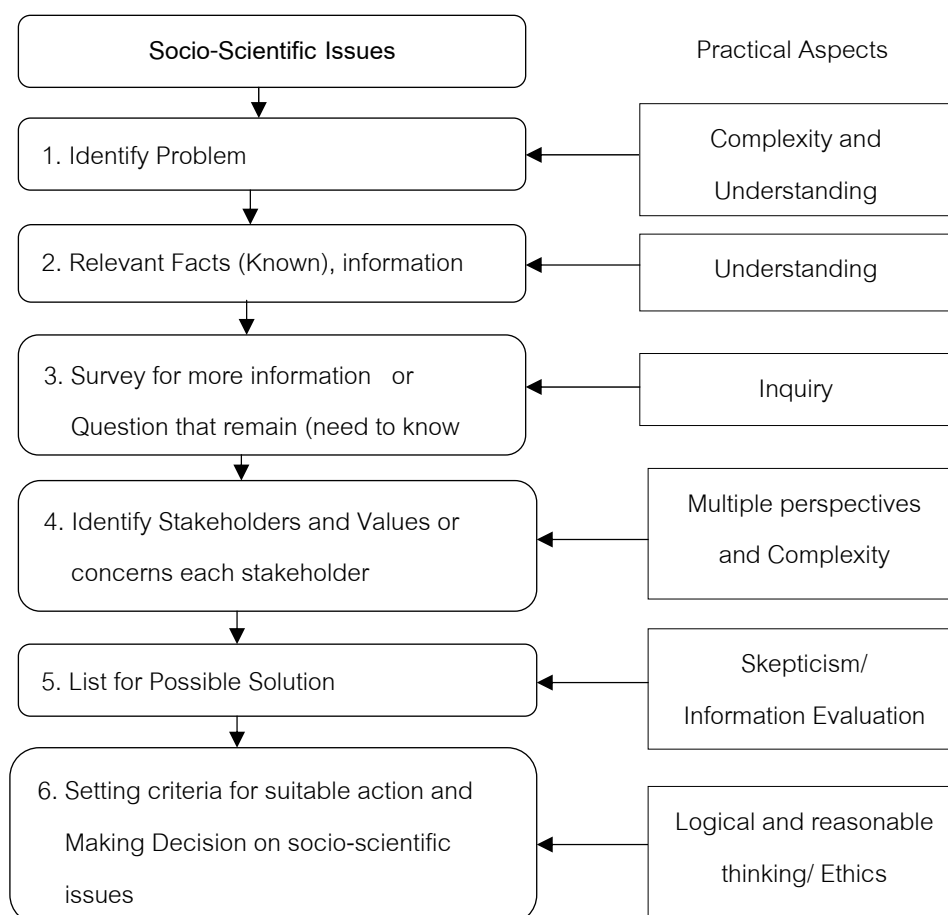 Socio-Scientific Issues
Practical Aspects
1. Identify Problem
Complexity and
Understanding
2. Relevant Facts (Known), information
Understanding
3. Survey for more information or
Question that remain (need to know
Inquiry
4. Identify Stakeholders and Values or
concerns each stakeholder
Multiple perspectives
and Complexity
5. List for Possible Solution
Skepticism/
Information Evaluation
6. Setting criteria for suitable action and
Making Decision on socio-scientific
issues
Logical and reasonable
thinking/ Ethics